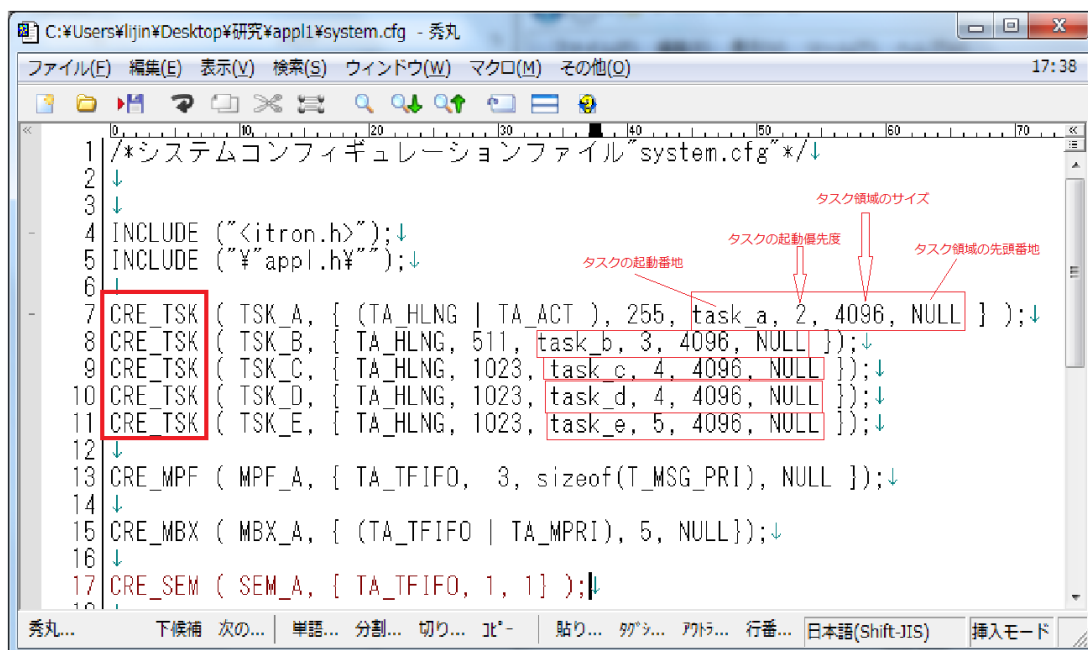 C:¥Users¥lijin¥Desktop¥研究¥appl1¥system.cfg - 秀丸
ファイル(F) 編集(E) 表示(V) 検索(S) ウィンドウ(W) マクロ(M) その他(O) 17:38
0 10 20 30 40 50 60 70
1 /*システムコンフィギュレーションファイル"system.cfg"*/↓
2 ↓
3 ↓
タスク領域のサイズ
4 INCLUDE ("<itron.h>");↓
タスクの起動優先度
タスク領域の先頭番地
5 INCLUDE ("¥"appl.h¥"");↓
タスクの起動番地
6 ↓
7 CRE_TSK ( TSK_A, { (TA_HLNG | TA_ACT ), 255, task_a, 2, 4096, NULL } );↓
8 CRE_TSK ( TSK_B, { TA_HLNG, 511, task_b, 3, 4096, NULL });↓
9 CRE_TSK ( TSK_C, { TA_HLNG, 1023, task_c, 4, 4096, NULL });↓
10 CRE_TSK ( TSK_D, { TA_HLNG, 1023, task_d, 4, 4096, NULL });↓
11 CRE_TSK ( TSK_E, { TA_HLNG, 1023, task_e, 5, 4096, NULL });↓
12 ↓
13 CRE_MPF ( MPF_A, { TA_TFIFO, 3, sizeof(T_MSG_PRI), NULL });↓
14 ↓
15 CRE_MBX ( MBX_A, { (TA_TFIFO | TA_MPRI), 5, NULL});↓
16 ↓
17 CRE_SEM ( SEM_A, { TA_TFIFO, 1, 1} );↓
秀丸... 下候補 次の... 単語... 分割... 切り... ｺﾋﾟｰ 貼り... ﾀｸﾞｼﾞ... ｱｳﾄﾗ... 行番... 日本語(Shift-JIS) 挿入モード